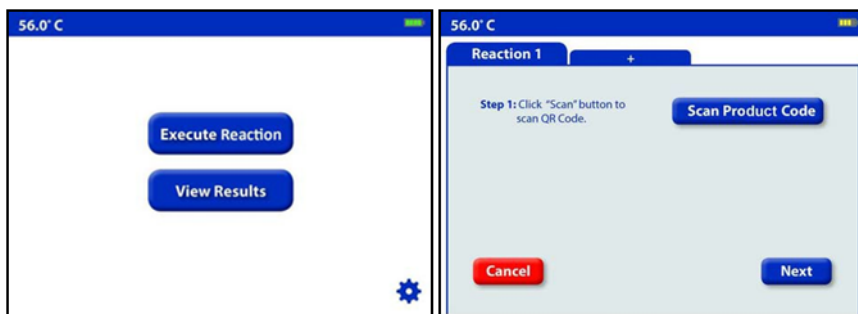 56.0° C
Execute Reaction
View Results
56.0° C
Reaction 1
+
Step 1: Click "Scan" button to
scan QR Code.
Scan Product Code
Cancel
Next